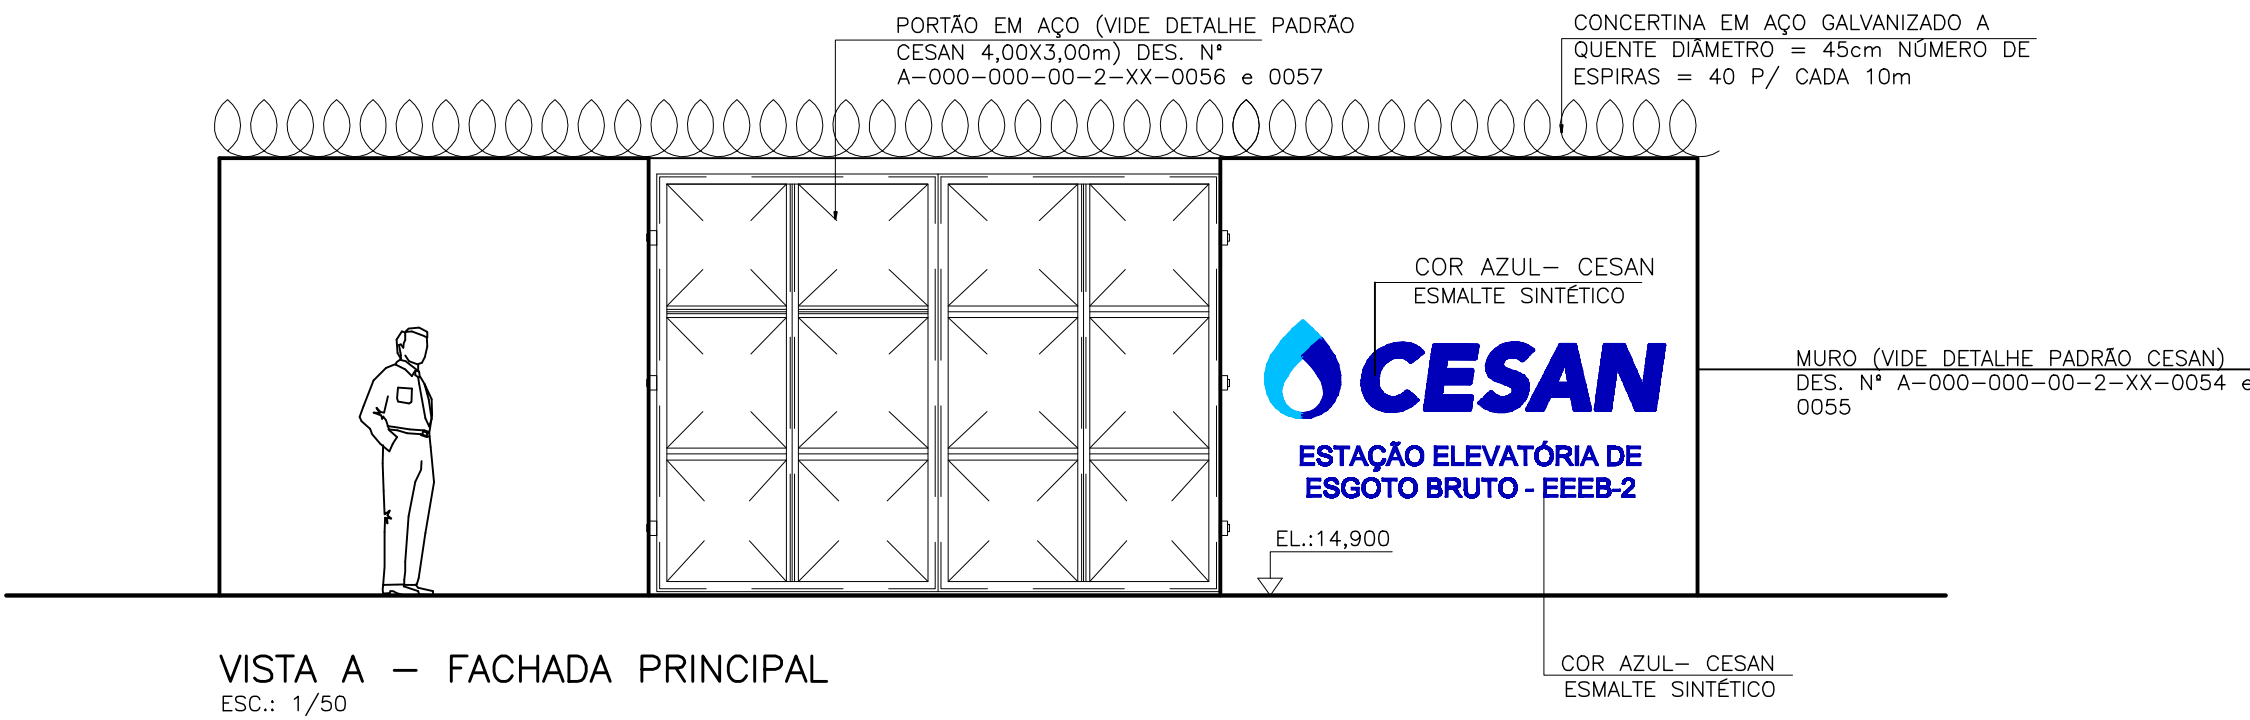 PORTÃO EM AÇO (VIDE DETALHE PADRÃO
CESAN 4,00X3,00m) DES. Nº
A-000-000-00-2-XX-0056 e 0057
CONCERTINA EM AÇO GALVANIZADO A
QUENTE DIÂMETRO = 45cm NÚMERO DE
ESPIRAS = 40 P/ CADA 10m
COR AZUL- CESAN
ESMALTE SINTÉTICO
CESAN
ESTAÇÃO ELEVATÓRIA DE
ESGOTO BRUTO - EEEB-2
MURO (VIDE DETALHE PADRÃO CESAN)
DES. Nº A-000-000-00-2-XX-0054 e
0055
EL.:14,900
VISTA A - FACHADA PRINCIPAL
ESC.: 1/50
COR AZUL- CESAN
ESMALTE SINTÉTICO